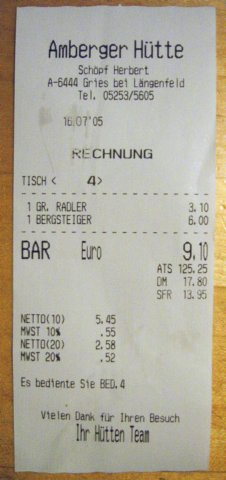 Amberger Hütte
Schöpf Herbert
A-6444 Gries bei Längenfeld
Tel. 05253/5605
16.07'05
RECHNUNG
TISCH < 4>
1 GR. RADLER 3.10
1 BERGSTEIGER 6.00
BAR Euro 9.10
ATS 125.25
DM 17.80
SFR 13.95
NETTO(10) 5.45
MWST 10% .55
NETTO(20) 2.58
MWST 20% .52
Es bediente Sie BED.4
Vielen Dank für Ihren Besuch
Ihr Hütten Team